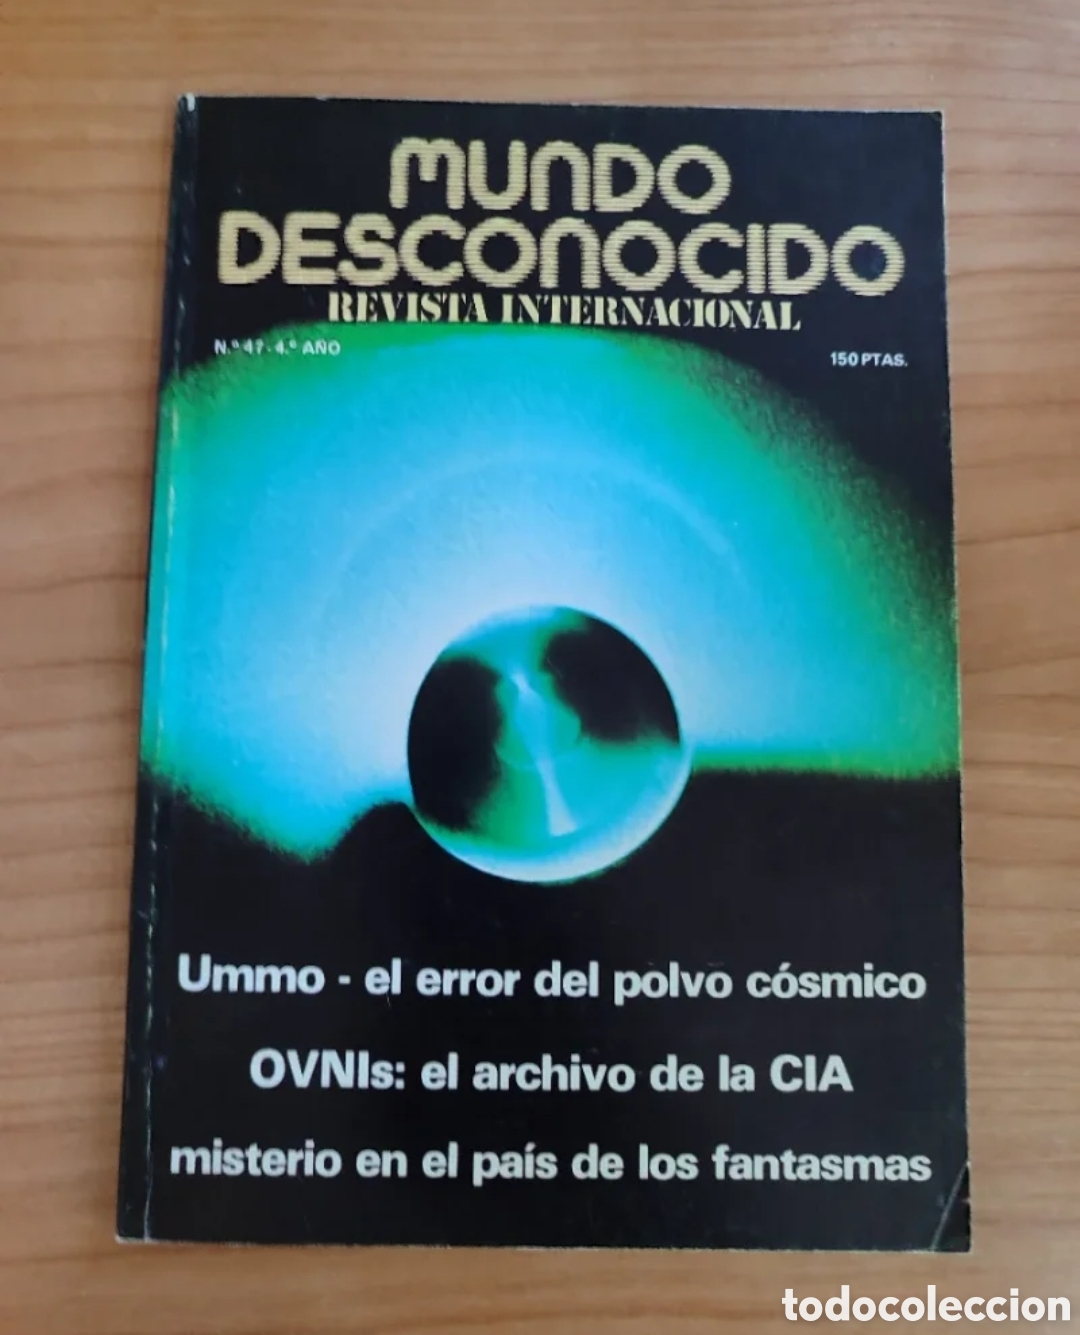 MUNDO
DESCONOCIDO
REVISTA INTERNACIONAL
N.º 47 - 4.º AÑO
150 PTAS.
Ummo - el error del polvo cósmico
OVNIs: el archivo de la CIA
misterio en el país de los fantasmas
todocoleccion